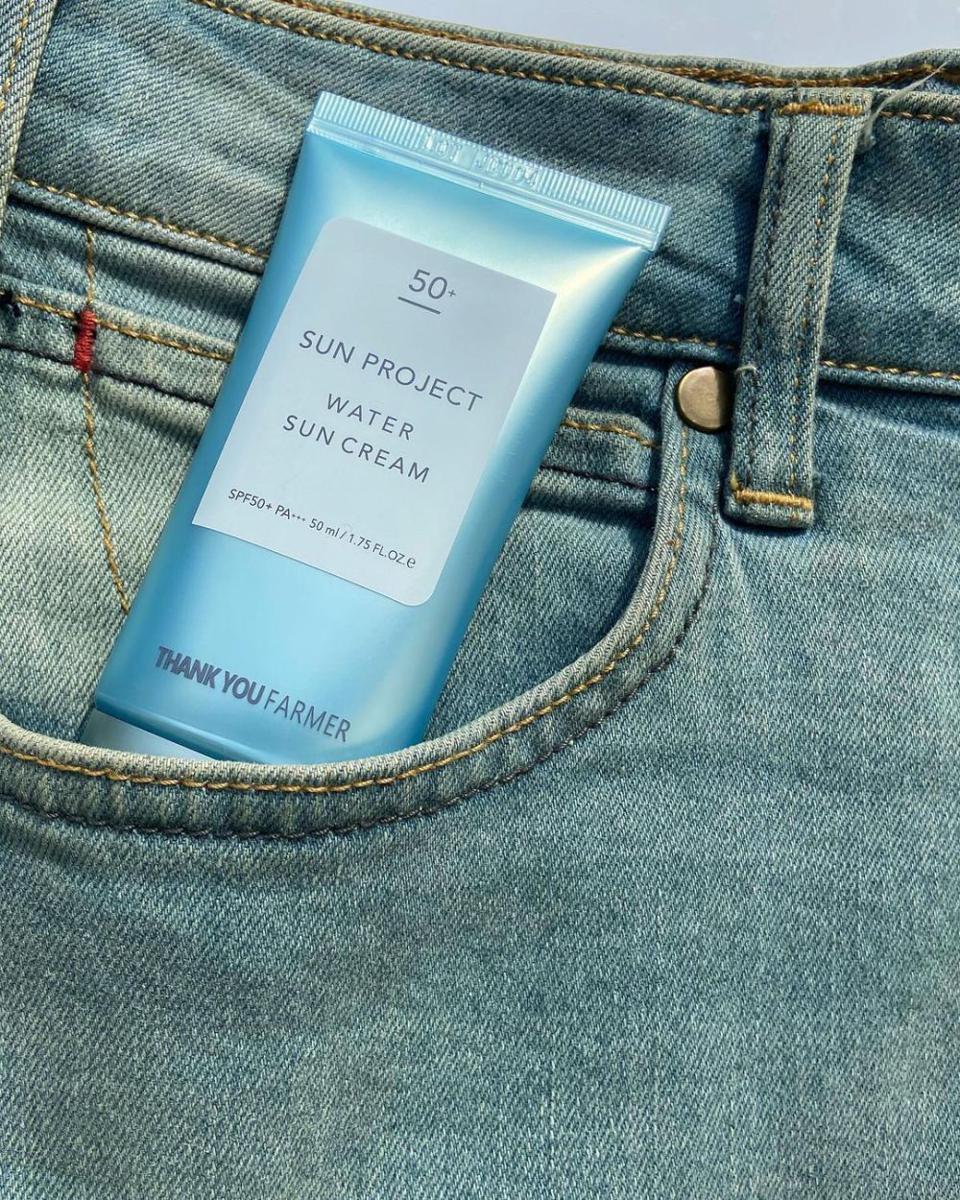 50+
SUN PROJECT
WATER
SUN CREAM
SPF50+ PA+++ 50 ml / 1.75 FL.OZ.e
THANK YOU FARMER